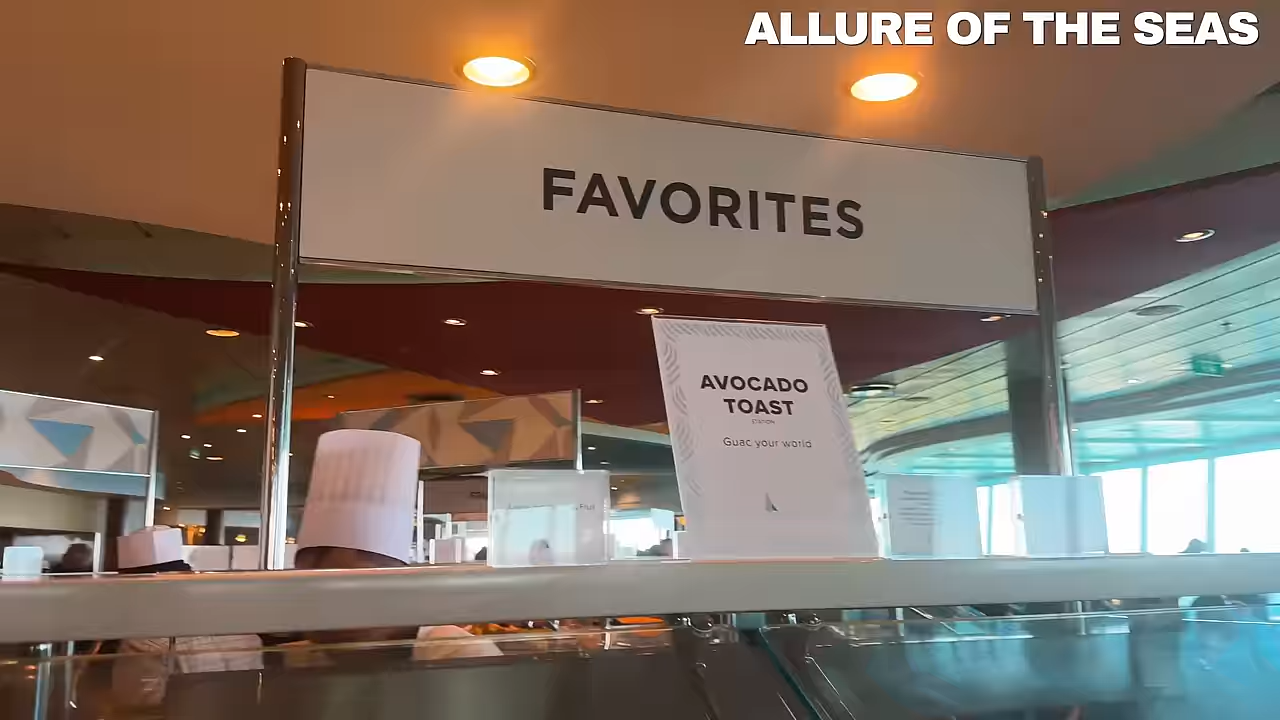 ALLURE OF THE SEAS
FAVORITES
AVOCADO
TOAST
STATION
Guac your world